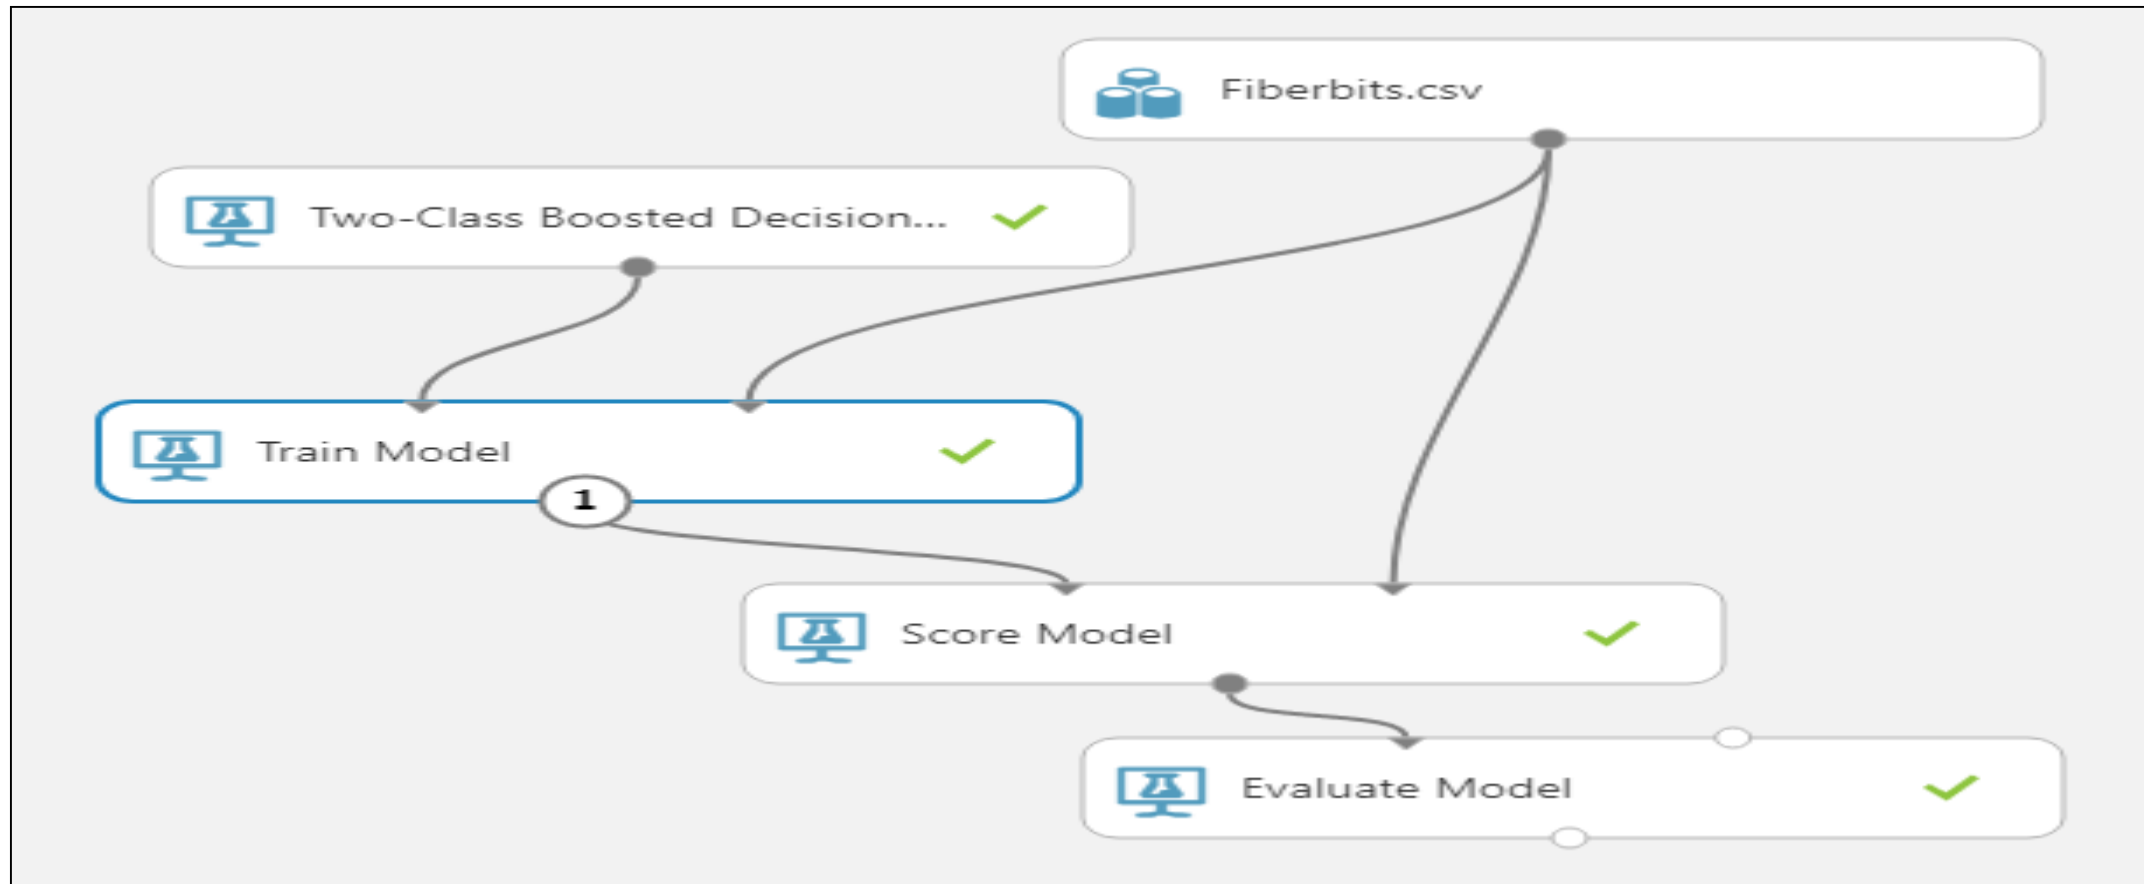 Fiberbits.csv
Two-Class Boosted Decision...
Train Model
1
Score Model
Evaluate Model